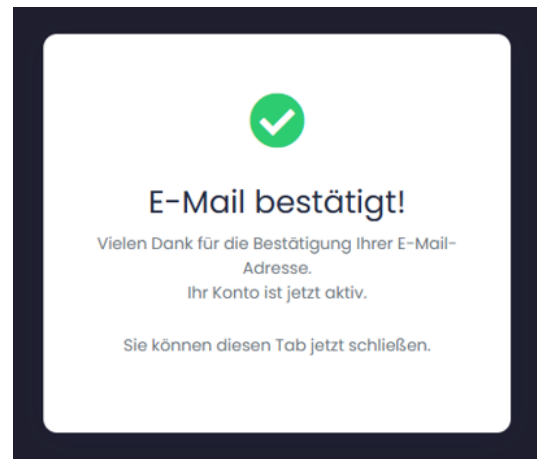 E-Mail bestätigt!
Vielen Dank für die Bestätigung Ihrer E-Mail-
Adresse.
Ihr Konto ist jetzt aktiv.
Sie können diesen Tab jetzt schließen.